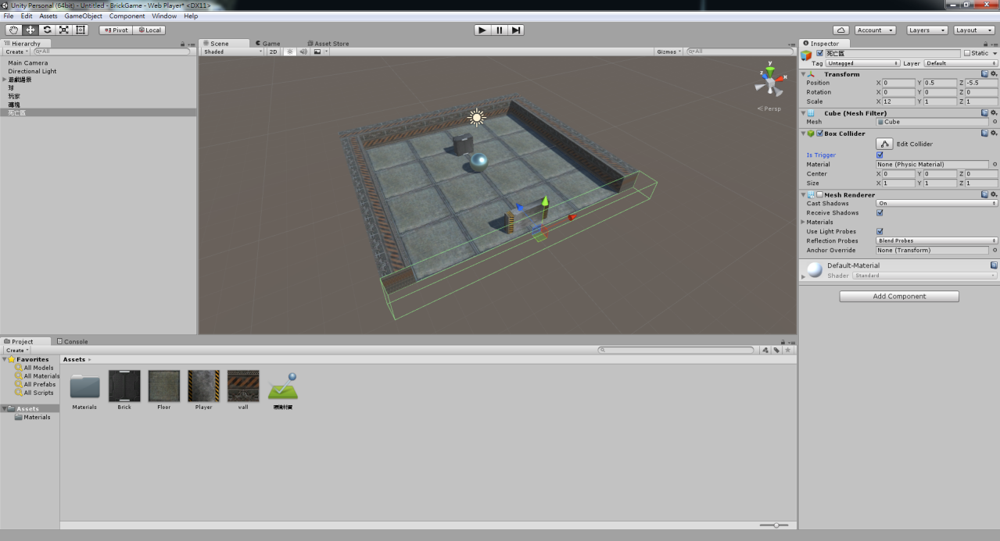 Unity Personal (64bit) - Untitled - BrickGame - Web Player* <DX11>
File Edit Assets GameObject Component Window Help
Pivot Local Account Layers Layout
Hierarchy
Create All
Main Camera
Directional Light
遊戲場景
球
玩家
磚塊
死亡區
Scene Game Asset Store
Shaded 2D Gizmos All
y
z x
Persp
Inspector
死亡區 Static
Tag Untagged Layer Default
Transform
Position X 0 Y 0.5 Z -5.5
Rotation X 0 Y 0 Z 0
Scale X 12 Y 1 Z 1
Cube (Mesh Filter)
Mesh Cube
Box Collider
Edit Collider
Is Trigger
Material None (Physic Material)
Center X 0 Y 0 Z 0
Size X 1 Y 1 Z 1
Mesh Renderer
Cast Shadows On
Receive Shadows
Materials
Use Light Probes
Reflection Probes Blend Probes
Anchor Override None (Transform)
Default-Material
Shader Standard
Add Component
Project Console
Create
Favorites
All Models
All Materials
All Prefabs
All Scripts
Assets
Materials
Assets
Materials Brick Floor Player wall 環境材質